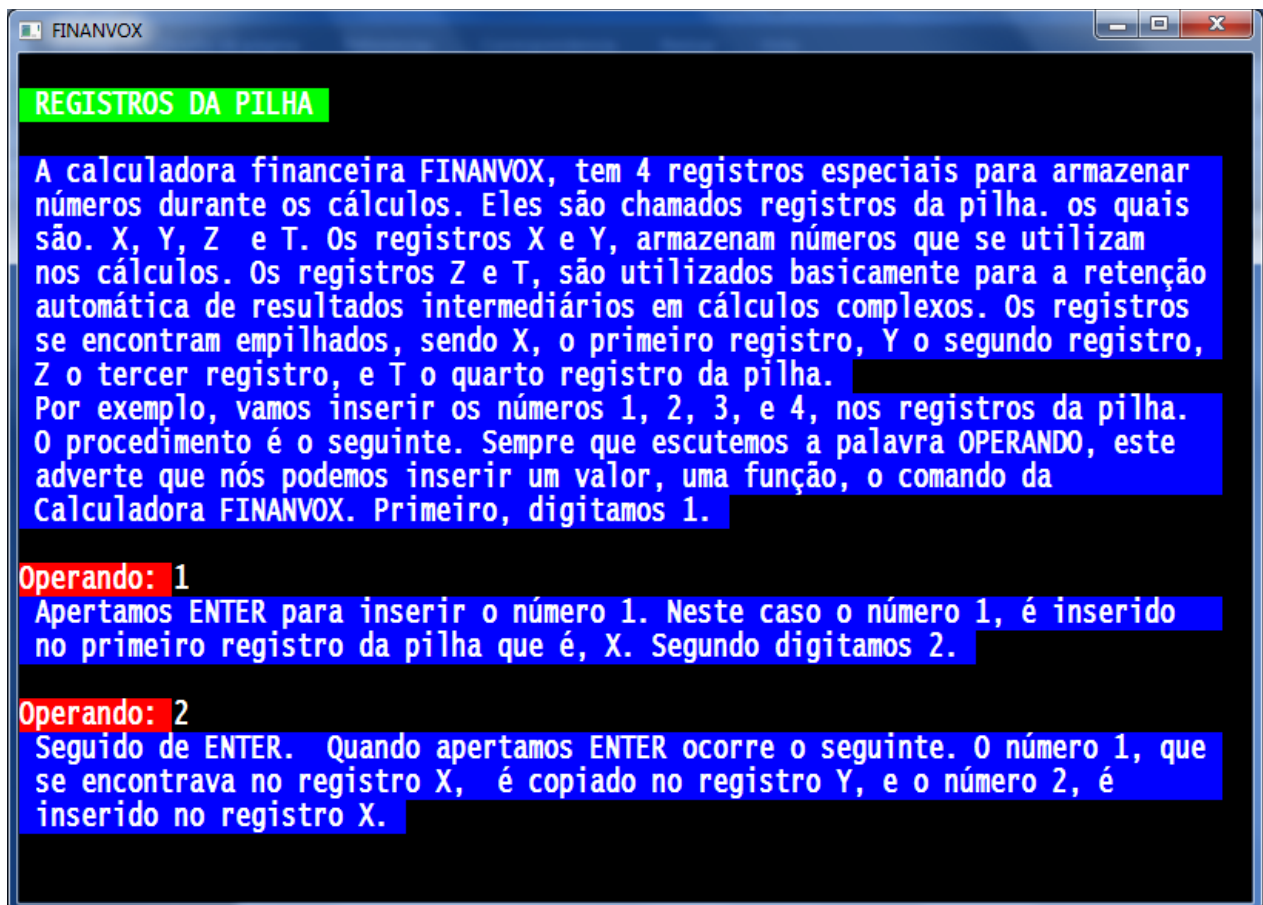 FINANVOX
REGISTROS DA PILHA
A calculadora financeira FINANVOX, tem 4 registros especiais para armazenar
números durante os cálculos. Eles são chamados registros da pilha. os quais
são. X, Y, Z  e T. Os registros X e Y, armazenam números que se utilizam
nos cálculos. Os registros Z e T, são utilizados basicamente para a retenção
automática de resultados intermediários em cálculos complexos. Os registros
se encontram empilhados, sendo X, o primeiro registro, Y o segundo registro,
Z o tercer registro, e T o quarto registro da pilha.
Por exemplo, vamos inserir os números 1, 2, 3, e 4, nos registros da pilha.
O procedimento é o seguinte. Sempre que escutemos a palavra OPERANDO, este
adverte que nós podemos inserir um valor, uma função, o comando da
Calculadora FINANVOX. Primeiro, digitamos 1.
Operando: 1
Apertamos ENTER para inserir o número 1. Neste caso o número 1, é inserido
no primeiro registro da pilha que é, X. Segundo digitamos 2.
Operando: 2
Seguido de ENTER.  Quando apertamos ENTER ocorre o seguinte. O número 1, que
se encontrava no registro X,  é copiado no registro Y, e o número 2, é
inserido no registro X.